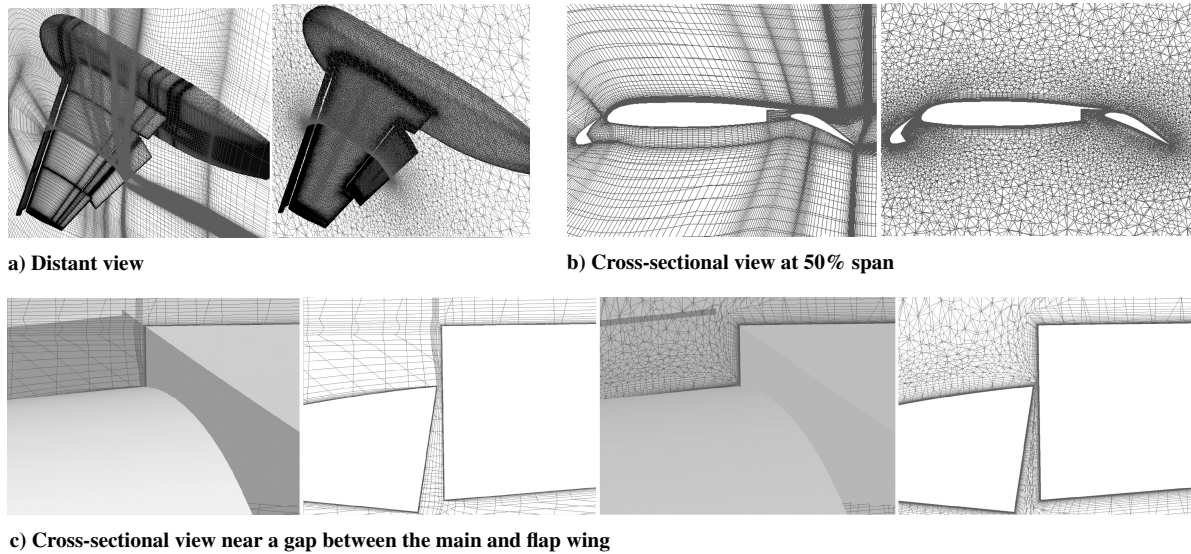 a) Distant view
b) Cross-sectional view at 50% span
c) Cross-sectional view near a gap between the main and flap wing